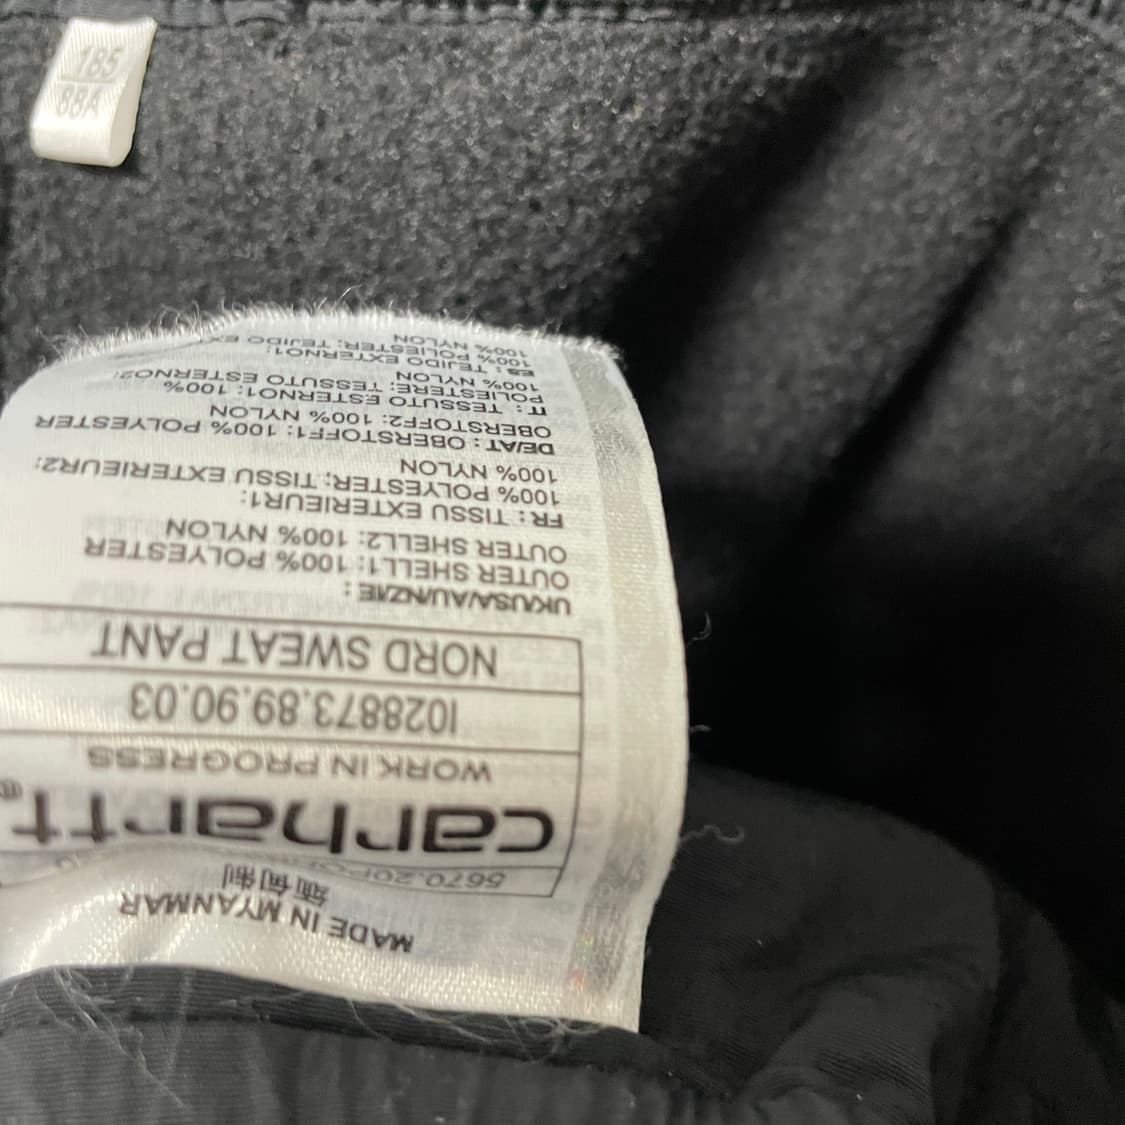 185
88A
MADE IN MYANMAR
缅甸制
carhartt®
WORK IN PROGRESS
I028873.89.90.03
NORD SWEAT PANT
UK/USA/AU/NZ/IE :
OUTER SHELL1: 100% POLYESTER
OUTER SHELL2: 100% NYLON
FR : TISSU EXTERIEUR1:
100% POLYESTER; TISSU EXTERIEUR2:
100% NYLON
DE/AT : OBERSTOFF1: 100% POLYESTER
OBERSTOFF2: 100% NYLON
IT : TESSUTO ESTERNO1: 100%
POLIESTERE; TESSUTO ESTERNO2:
100% NYLON
ES : TEJIDO EXTERNO1:
100% POLIESTER; TEJIDO
100% NYLON